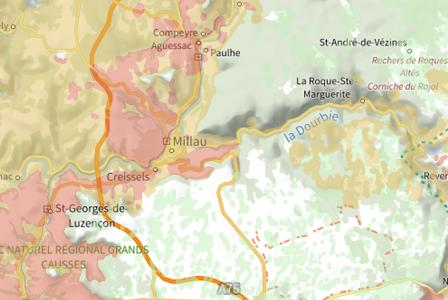 Compeyre
Aguessac
Paulhe
St-André-de-Vézines
Rochers de Roques
Altès
Corniche du Rajol
La Roque-Ste-
Marguerite
la Dourbie
Millau
Creissels
St-Georges-de-
Luzençon
NATUREL RÉGIONAL GRANDS
CAUSSES
A75